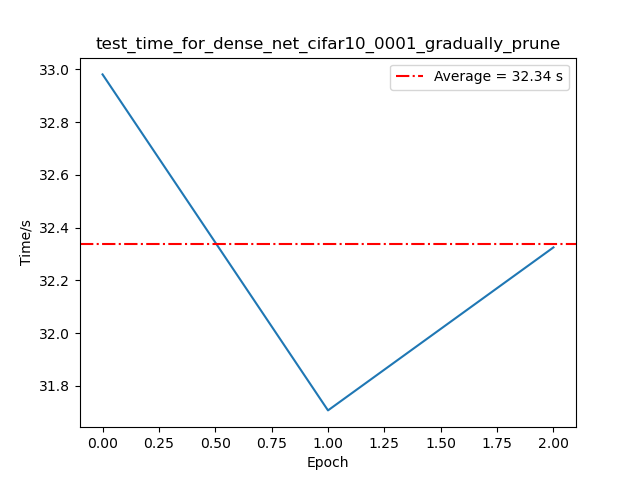 test_time_for_dense_net_cifar10_0001_gradually_prune
Average = 32.34 s
33.0
32.8
32.6
32.4
32.2
32.0
31.8
Time/s
0.00 0.25 0.50 0.75 1.00 1.25 1.50 1.75 2.00
Epoch